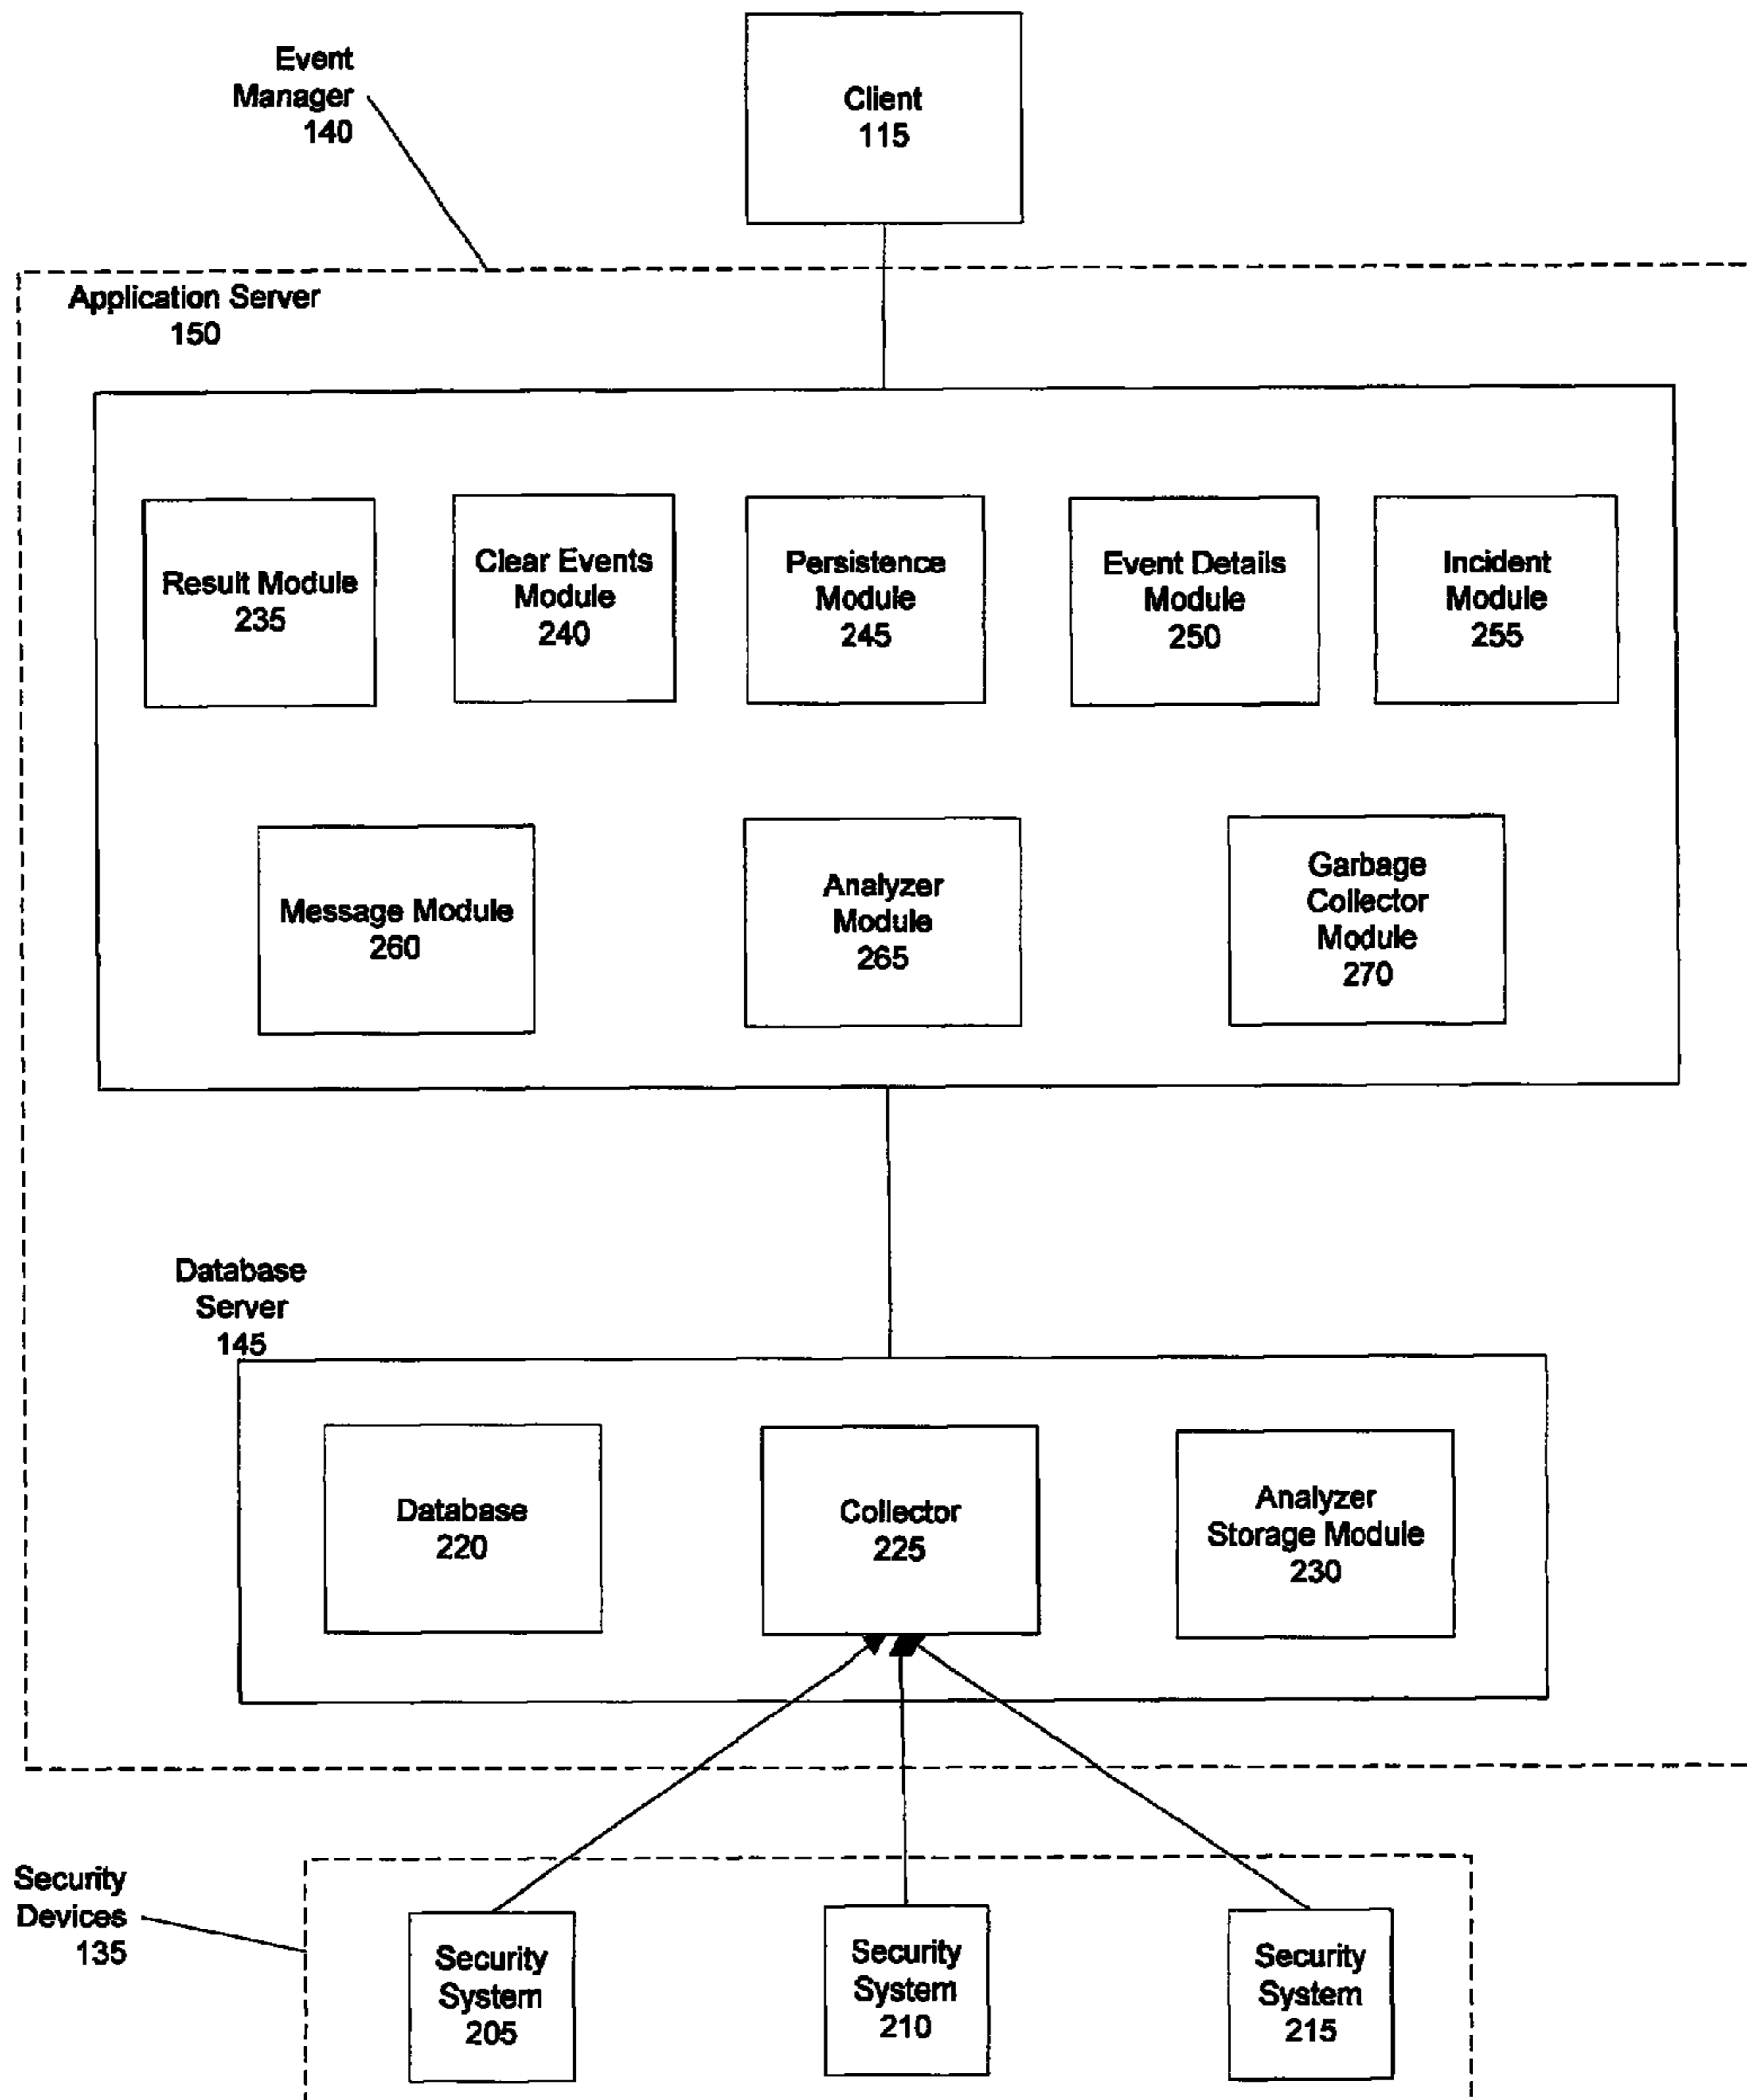 Event
Manager
140
Client
115
Application Server
150
Result Module
235
Clear Events
Module
240
Persistence
Module
245
Event Details
Module
250
Incident
Module
255
Message Module
260
Analyzer
Module
265
Garbage
Collector
Module
270
Database
Server
145
Database
220
Collector
225
Analyzer
Storage Module
230
Security
Devices
135
Security
System
205
Security
System
210
Security
System
215